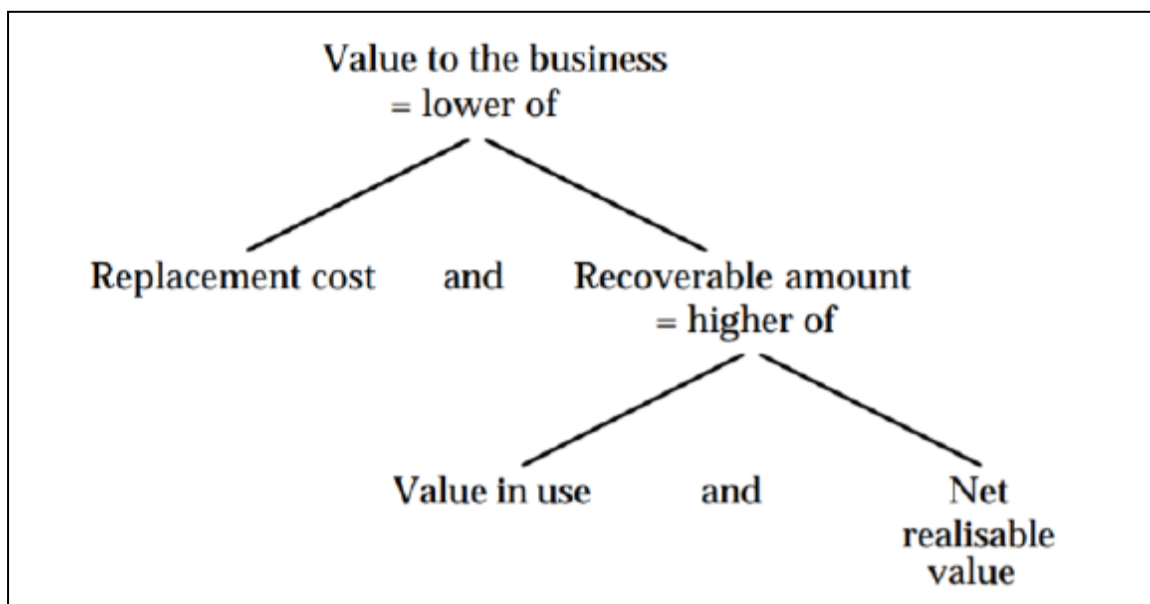 Value to the business
= lower of
Replacement cost and Recoverable amount
= higher of
Value in use and Net
realisable
value